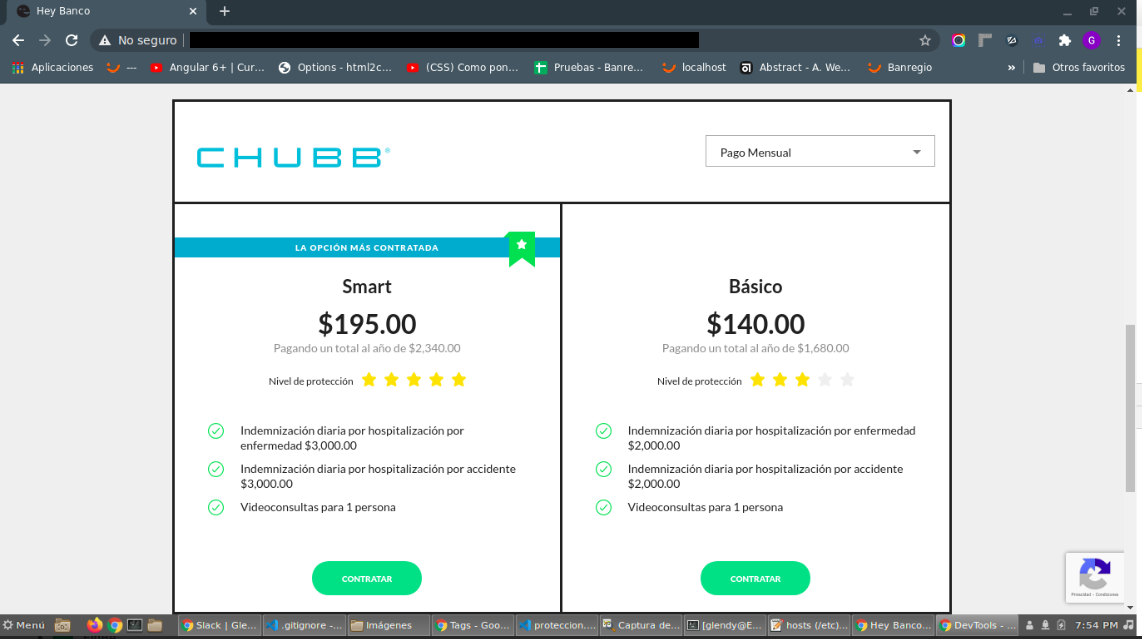 Hey Banco
No seguro
G
Aplicaciones
---
Angular 6+ | Cur...
Options - html2c...
(CSS) Como pon...
Pruebas - Banre...
localhost
Abstract - A. We...
Banregio
»
Otros favoritos
CHUBB®
Pago Mensual
LA OPCIÓN MÁS CONTRATADA
Smart
$195.00
Pagando un total al año de $2,340.00
Nivel de protección
Indemnización diaria por hospitalización por
enfermedad $3,000.00
Indemnización diaria por hospitalización por accidente
$3,000.00
Videoconsultas para 1 persona
CONTRATAR
Básico
$140.00
Pagando un total al año de $1,680.00
Nivel de protección
Indemnización diaria por hospitalización por enfermedad
$2,000.00
Indemnización diaria por hospitalización por accidente
$2,000.00
Videoconsultas para 1 persona
CONTRATAR
Privacidad - Condiciones
Menú
Slack | Gle...
.gitignore -...
Imágenes
Tags - Goo...
proteccion....
Captura de...
[glendy@E...
hosts (/etc)...
Hey Banco...
DevTools - ...
7:54 PM